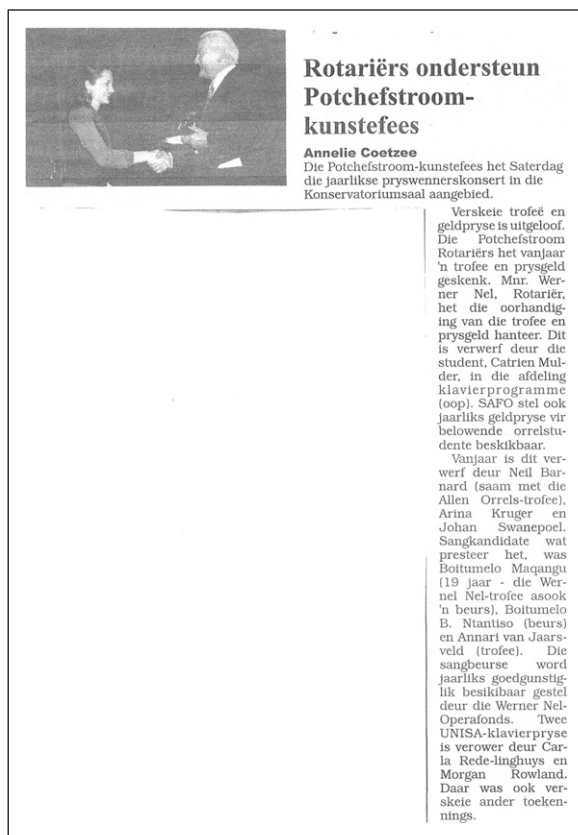 Rotariërs ondersteun
Potchefstroom-
kunstefees
Annelie Coetzee
Die Potchefstroom-kunstefees het Saterdag
die jaarlikse pryswennerskonsert in die
Konservatoriumsaal aangebied.
Verskeie trofeë en
geldpryse is uitgeloof.
Die Potchefstroom
Rotariërs het vanjaar
'n trofee en prysgeld
geskenk. Mnr. Wer-
ner Nel, Rotariër,
het die oorhandig-
ing van die trofee en
prysgeld hanteer. Dit
is verwerf deur die
student, Catrien Mul-
der, in die afdeling
klavierprogramme
(oop). SAFO stel ook
jaarliks geldpryse vir
belowende orrelstu-
dente beskikbaar.
Vanjaar is dit ver-
werf deur Neil Bar-
nard (saam met die
Allen Orrels-trofee),
Arina Kruger en
Johan Swanepoel.
Sangkandidate wat
presteer het, was
Boitumelo Maqangu
(19 jaar - die Wer-
nel Nel-trofee asook
'n beurs), Boitumelo
B. Ntantiso (beurs)
en Annari van Jaars-
veld (trofee). Die
sangbeurse word
jaarliks goedgunstig-
lik besikibaar gestel
deur die Werner Nel-
Operafonds. Twee
UNISA-klavierpryse
is verower deur Car-
la Rede-linghuys en
Morgan Rowland.
Daar was ook ver-
skeie ander toeken-
nings.